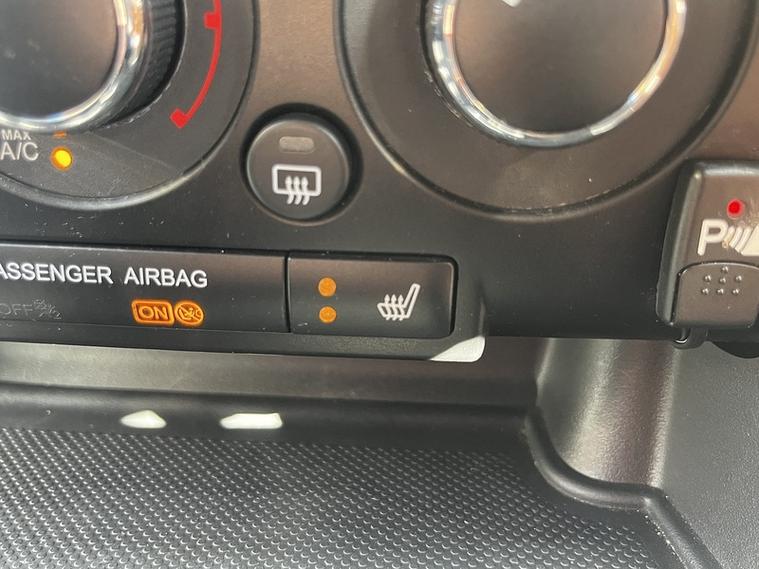 MAX
A/C
ASSENGER AIRBAG
OFF
ON
P